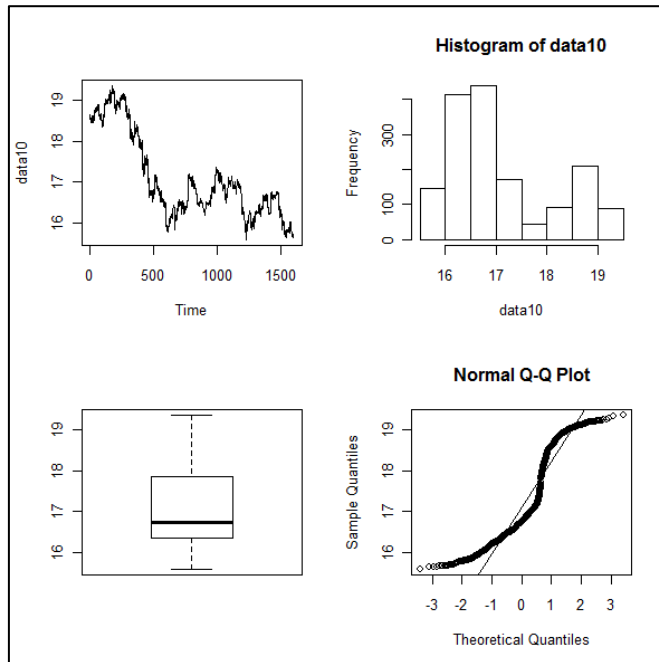 data10
16 17 18 19
0 500 1000 1500
Time
Histogram of data10
Frequency
0 100 300
16 17 18 19
data10
16 17 18 19
Normal Q-Q Plot
Sample Quantiles
16 17 18 19
-3 -2 -1 0 1 2 3
Theoretical Quantiles